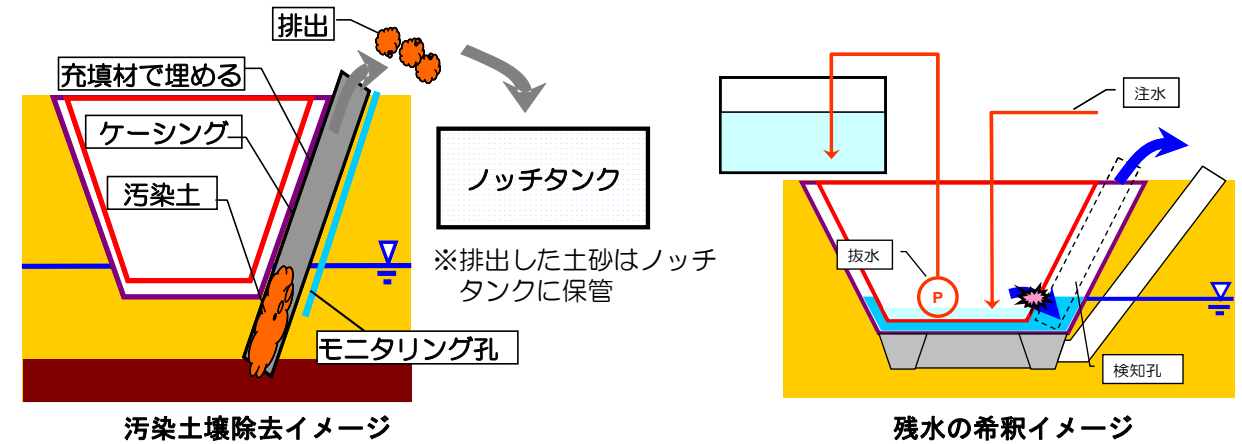 排出
充填材で埋める
ケーシング
汚染土
ノッチタンク
※排出した土砂はノッチ
タンクに保管
モニタリング孔
汚染土壌除去イメージ
注水
抜水
P
検知孔
残水の希釈イメージ